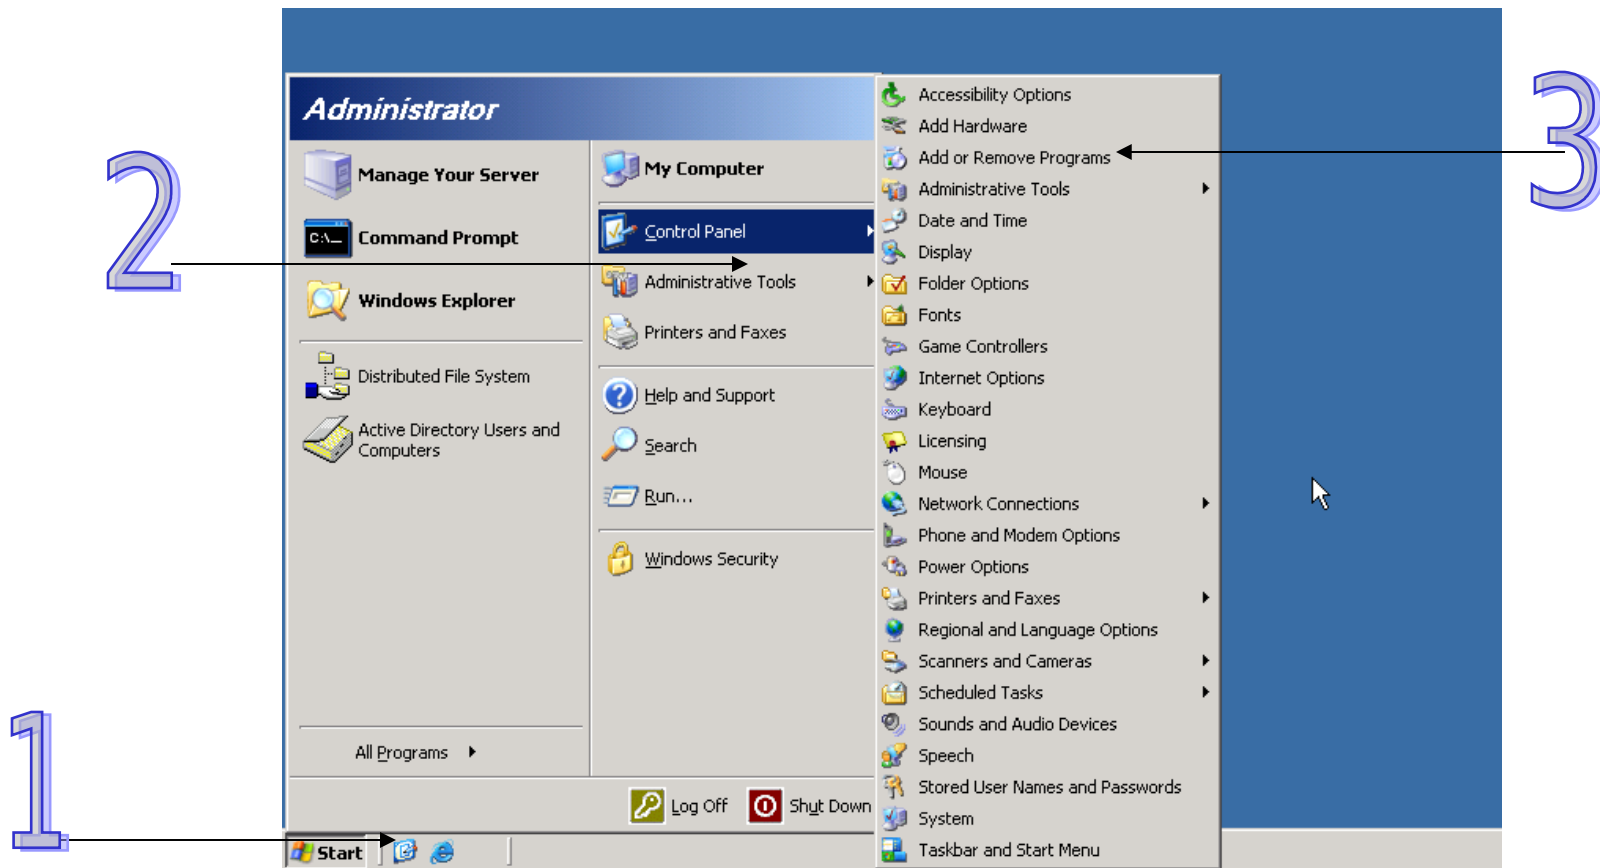 Administrator
Manage Your Server
Command Prompt
Windows Explorer
Distributed File System
Active Directory Users and
Computers
All Programs
My Computer
Control Panel
Administrative Tools
Printers and Faxes
Help and Support
Search
Run...
Windows Security
Log Off
Shut Down
Accessibility Options
Add Hardware
Add or Remove Programs
Administrative Tools
Date and Time
Display
Folder Options
Fonts
Game Controllers
Internet Options
Keyboard
Licensing
Mouse
Network Connections
Phone and Modem Options
Power Options
Printers and Faxes
Regional and Language Options
Scanners and Cameras
Scheduled Tasks
Sounds and Audio Devices
Speech
Stored User Names and Passwords
System
Taskbar and Start Menu
Start
C:\_
1
2
3